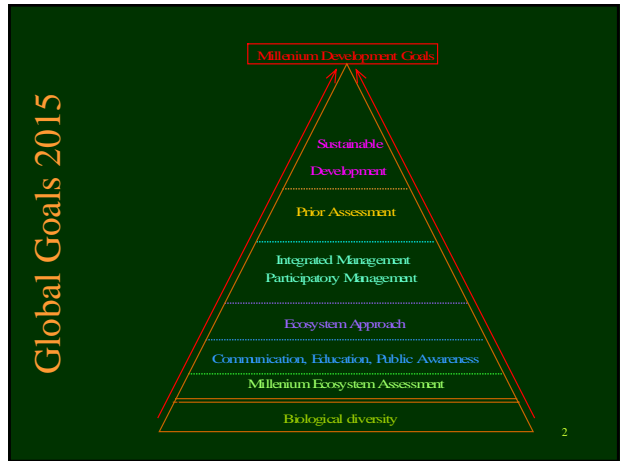 Global Goals 2015
Millenium Development Goals
Sustainable
Development
Prior Assessment
Integrated Management
Participatory Management
Ecosystem Approach
Communication, Education, Public Awareness
Millenium Ecosystem Assessment
Biological diversity
2